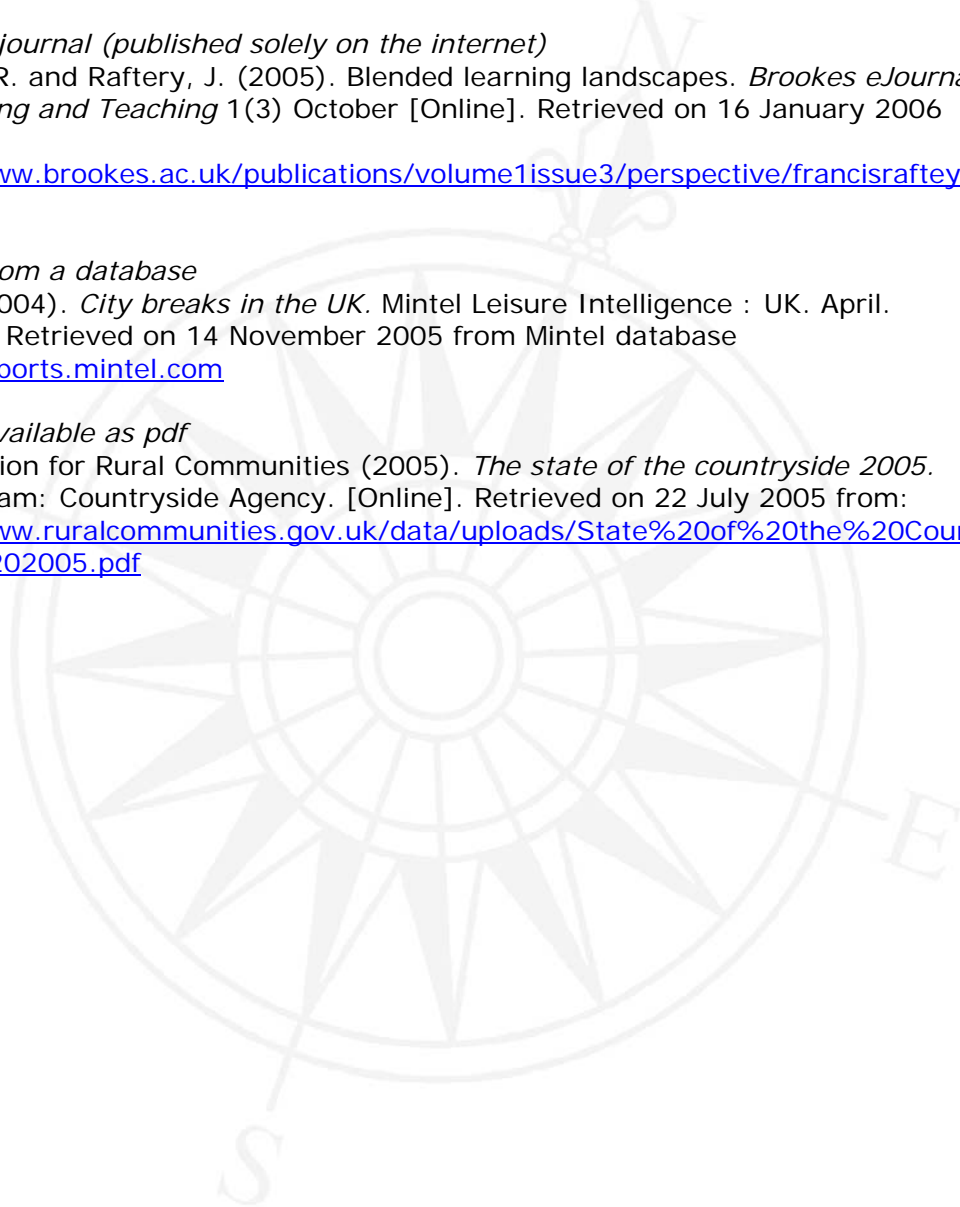 journal (published solely on the internet)
R. and Raftery, J. (2005). Blended learning landscapes. Brookes eJourna
ng and Teaching 1(3) October [Online]. Retrieved on 16 January 2006
ww.brookes.ac.uk/publications/volume1issue3/perspective/francisraftey
om a database
004). City breaks in the UK. Mintel Leisure Intelligence : UK. April.
Retrieved on 14 November 2005 from Mintel database
ports.mintel.com
vailable as pdf
ion for Rural Communities (2005). The state of the countryside 2005.
am: Countryside Agency. [Online]. Retrieved on 22 July 2005 from:
ww.ruralcommunities.gov.uk/data/uploads/State%20of%20the%20Cour
202005.pdf
N
E
S